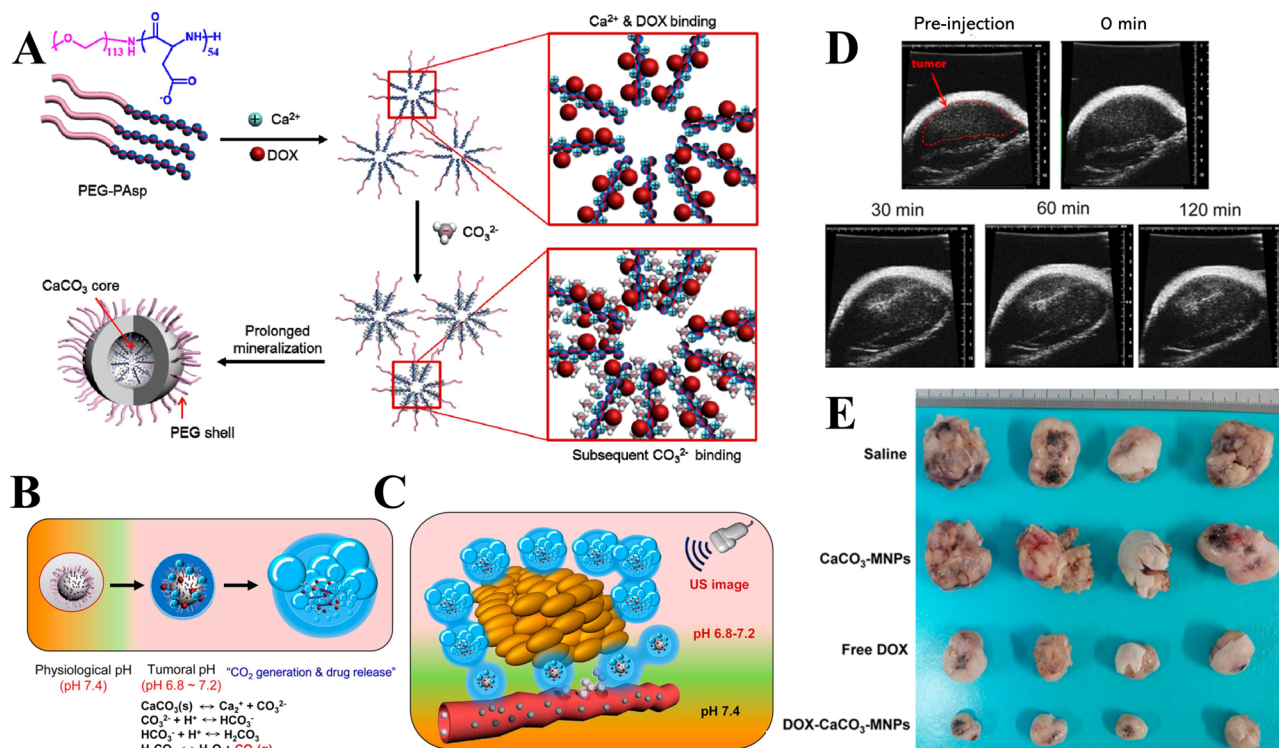 A
O
113
N
H
O
NH
H
54
O
O⁻
PEG-PAsp
Ca²⁺
DOX
Ca²⁺ & DOX binding
CO₃²⁻
CaCO₃ core
Prolonged
mineralization
PEG shell
Subsequent CO₃²⁻ binding
B
Physiological pH
(pH 7.4)
Tumoral pH
(pH 6.8 ~ 7.2)
"CO₂ generation & drug release"
CaCO₃(s) ↔ Ca₂⁺ + CO₃²⁻
CO₃²⁻ + H⁺ ↔ HCO₃⁻
HCO₃⁻ + H⁺ ↔ H₂CO₃
C
US image
pH 6.8-7.2
pH 7.4
D
Pre-injection
0 min
tumor
30 min
60 min
120 min
E
Saline
CaCO₃-MNPs
Free DOX
DOX-CaCO₃-MNPs